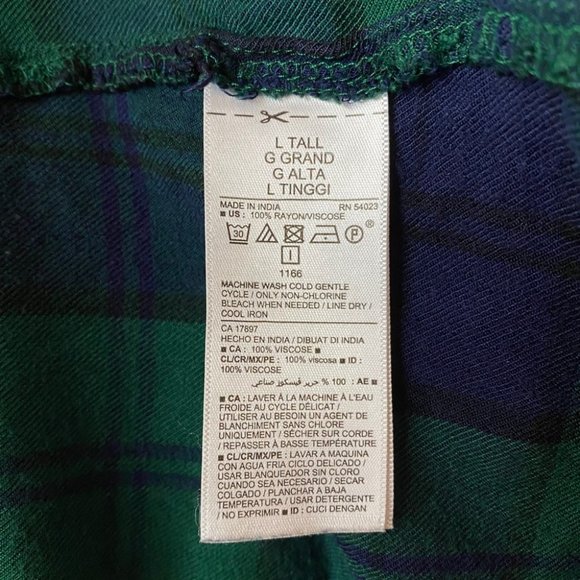 L TALL
G GRAND
G ALTA
L TINGGI
MADE IN INDIA RN 54023
■ US : 100% RAYON/VISCOSE
30 P
I
1166
MACHINE WASH COLD GENTLE
CYCLE / ONLY NON-CHLORINE
BLEACH WHEN NEEDED / LINE DRY /
COOL IRON
CA 17897
HECHO EN INDIA / DIBUAT DI INDIA
■ CA : 100% VISCOSE ■
CL/CR/MX/PE : 100% viscosa ■ ID :
100% VISCOSE
■ AE : 100 % حرير فيسكوز صناعي
■ CA : LAVER À LA MACHINE À L'EAU
FROIDE AU CYCLE DÉLICAT /
UTILISER AU BESOIN UN AGENT DE
BLANCHIMENT SANS CLORE
UNIQUEMENT / SÉCHER SUR CORDE
/ REPASSER À BASSE TEMPÉRATURE
■ CL/CR/MX/PE : LAVAR A MAQUINA
CON AGUA FRIA CICLO DELICADO /
USAR BLANQUEADOR SIN CLORO
CUANDO SEA NECESARIO / SECAR
COLGADO / PLANCHAR A BAJA
TEMPERATURA / USAR DETERGENTE
/ NO EXPRIMIR ■ ID : CUCI DENGAN